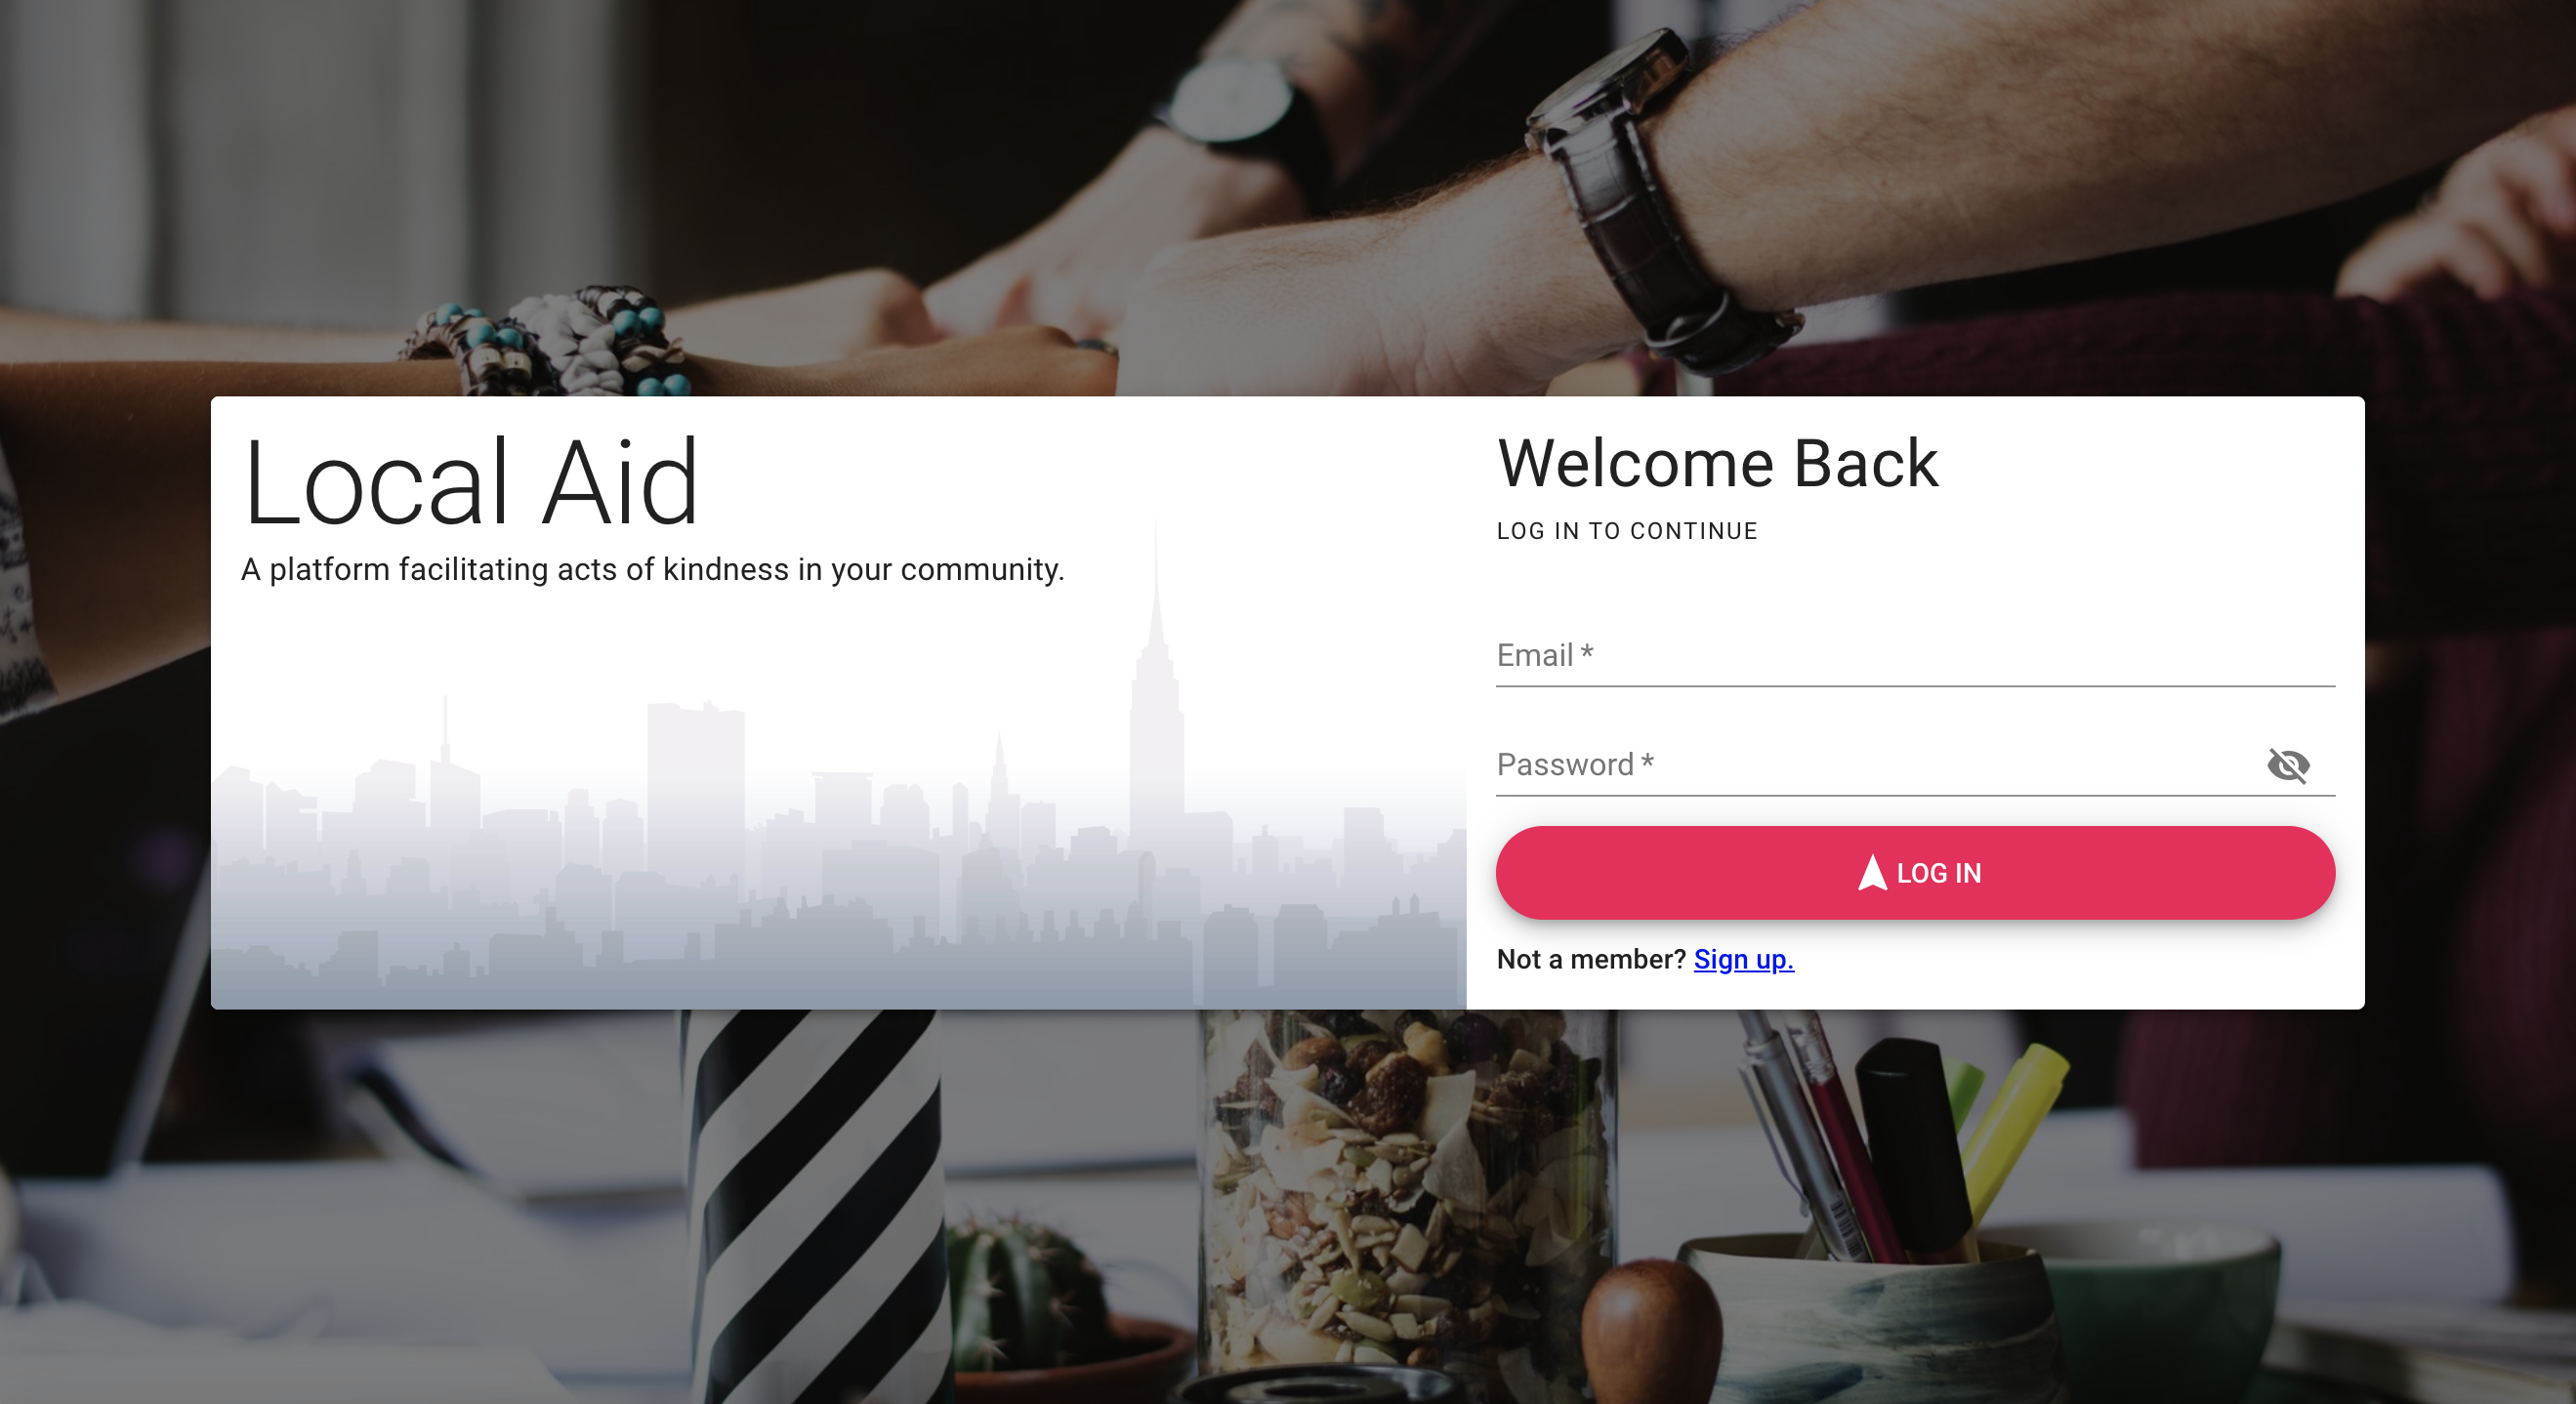 Local Aid
A platform facilitating acts of kindness in your community.
Welcome Back
LOG IN TO CONTINUE
Email *
Password *
LOG IN
Not a member? Sign up.